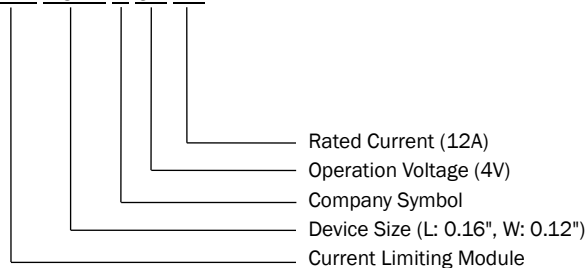 Rated Current (12A)
Operation Voltage (4V)
Company Symbol
Device Size (L: 0.16", W: 0.12")
Current Limiting Module